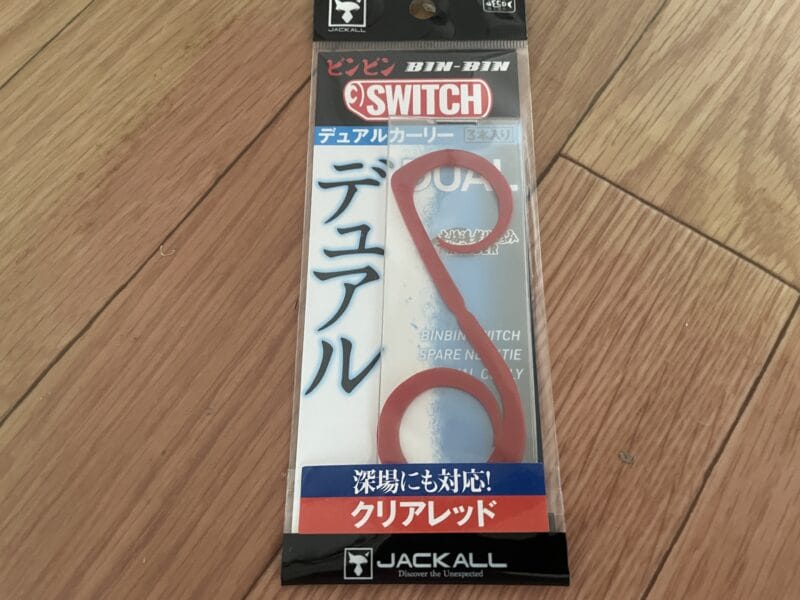 JACKALL
ビンビン BIN-BIN
SWITCH
デュアルカーリー 3本入り
デュアル
DUAL
BINBIN SWITCH
SPARE
深場にも対応!
クリアレッド
JACKALL
Discover the Unexpected